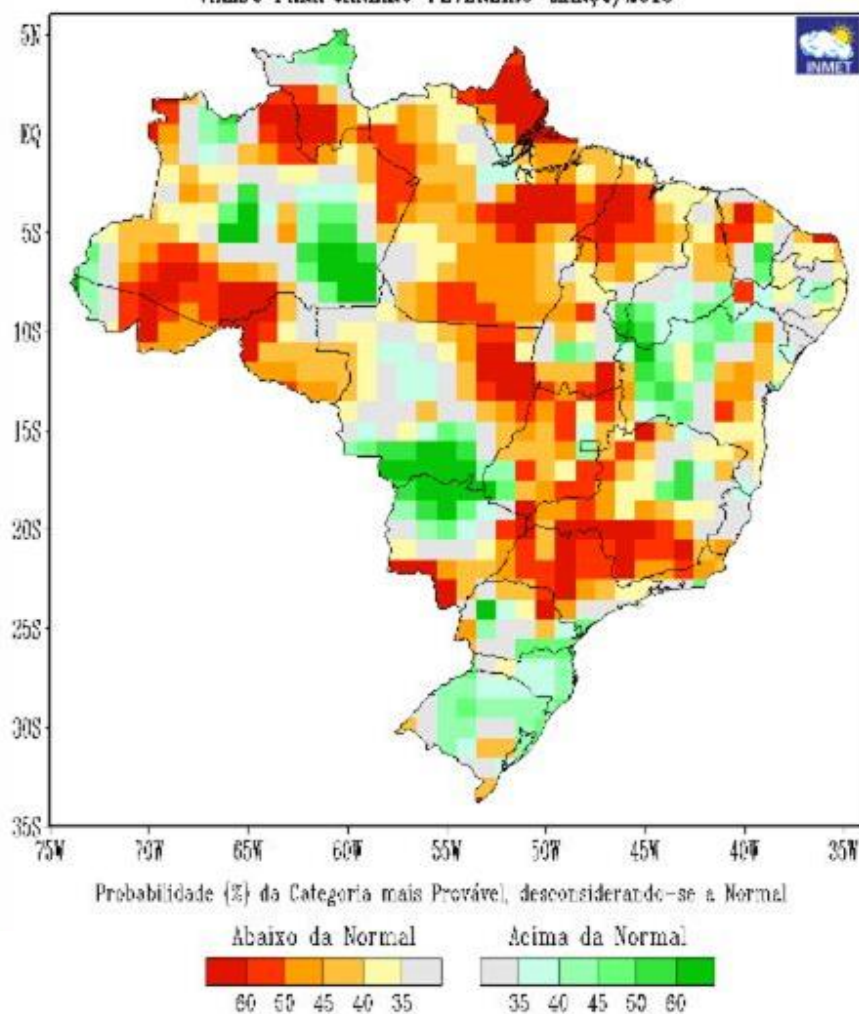 INMET
5N
EQ
5S
10S
15S
20S
25S
30S
35S
75W 70W 65W 60W 55W 50W 45W 40W 35W
Probabilidade (%) da Categoria mais Provável, desconsiderando-se a Normal
Abaixo da Normal Acima da Normal
60 50 45 40 35 35 40 45 50 60